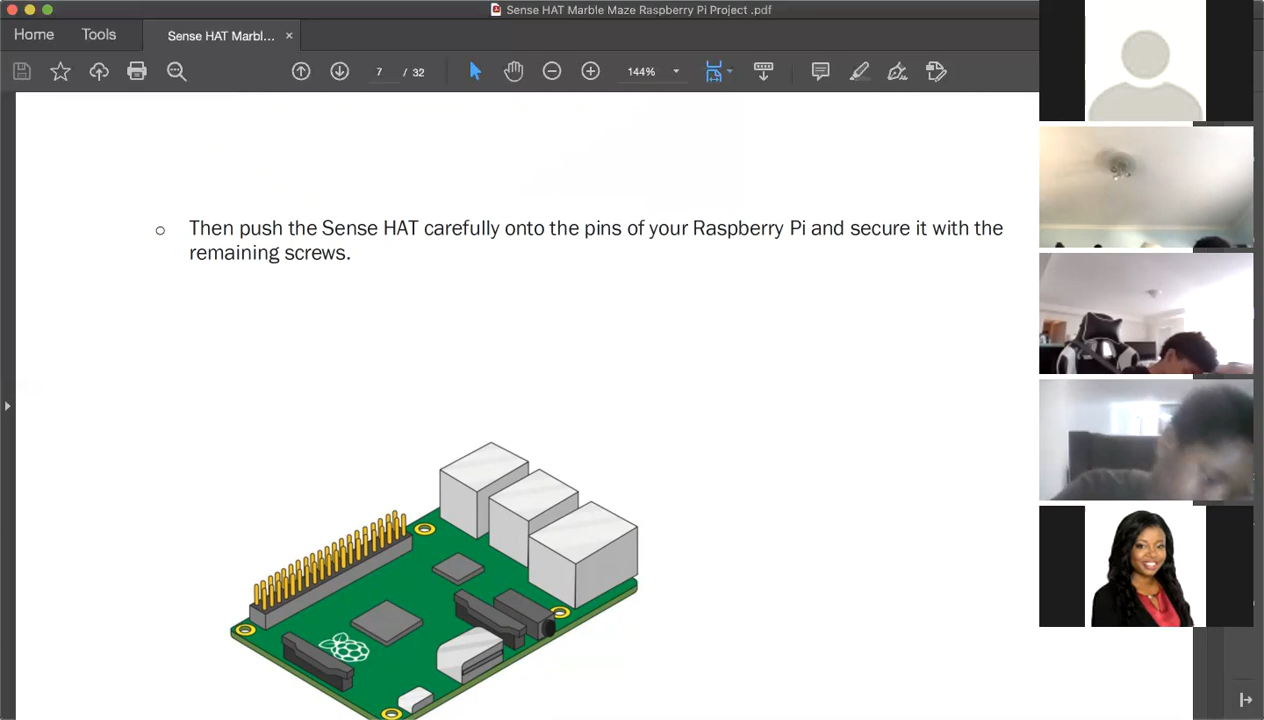 Sense HAT Marble Maze Raspberry Pi Project .pdf
Home
Tools
Sense HAT Marbl...
7 / 32
144%
Then push the Sense HAT carefully onto the pins of your Raspberry Pi and secure it with the
remaining screws.